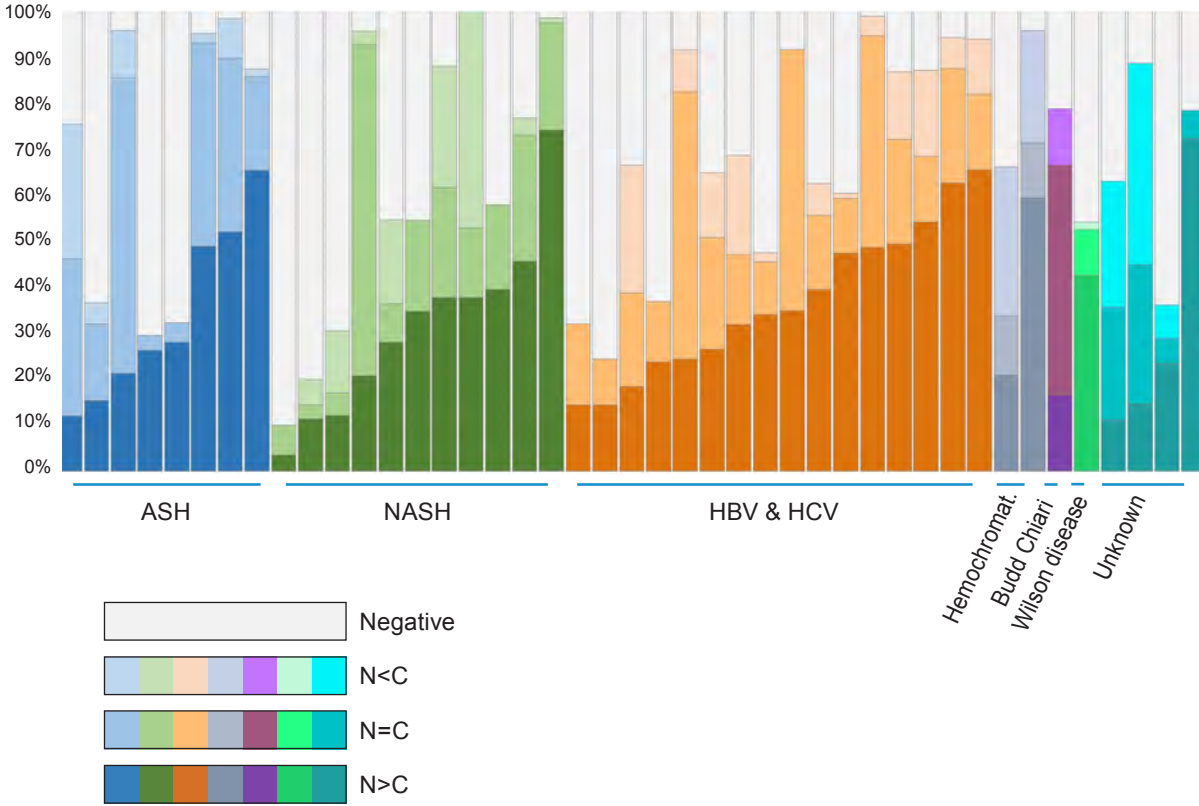 100%
90%
80%
70%
60%
50%
40%
30%
20%
10%
0%
ASH
NASH
HBV & HCV
Hemochromat.
Budd Chiari
Wilson disease
Unknown
Negative
N<C
N=C
N>C